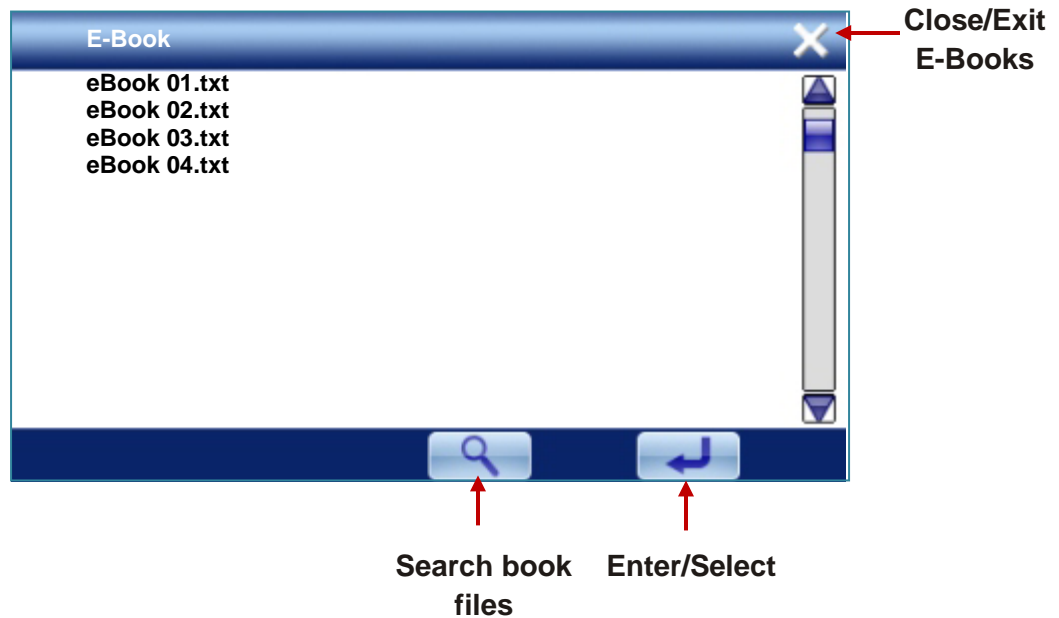 E-Book
Close/Exit
E-Books
eBook 01.txt
eBook 02.txt
eBook 03.txt
eBook 04.txt
Search book
files
Enter/Select